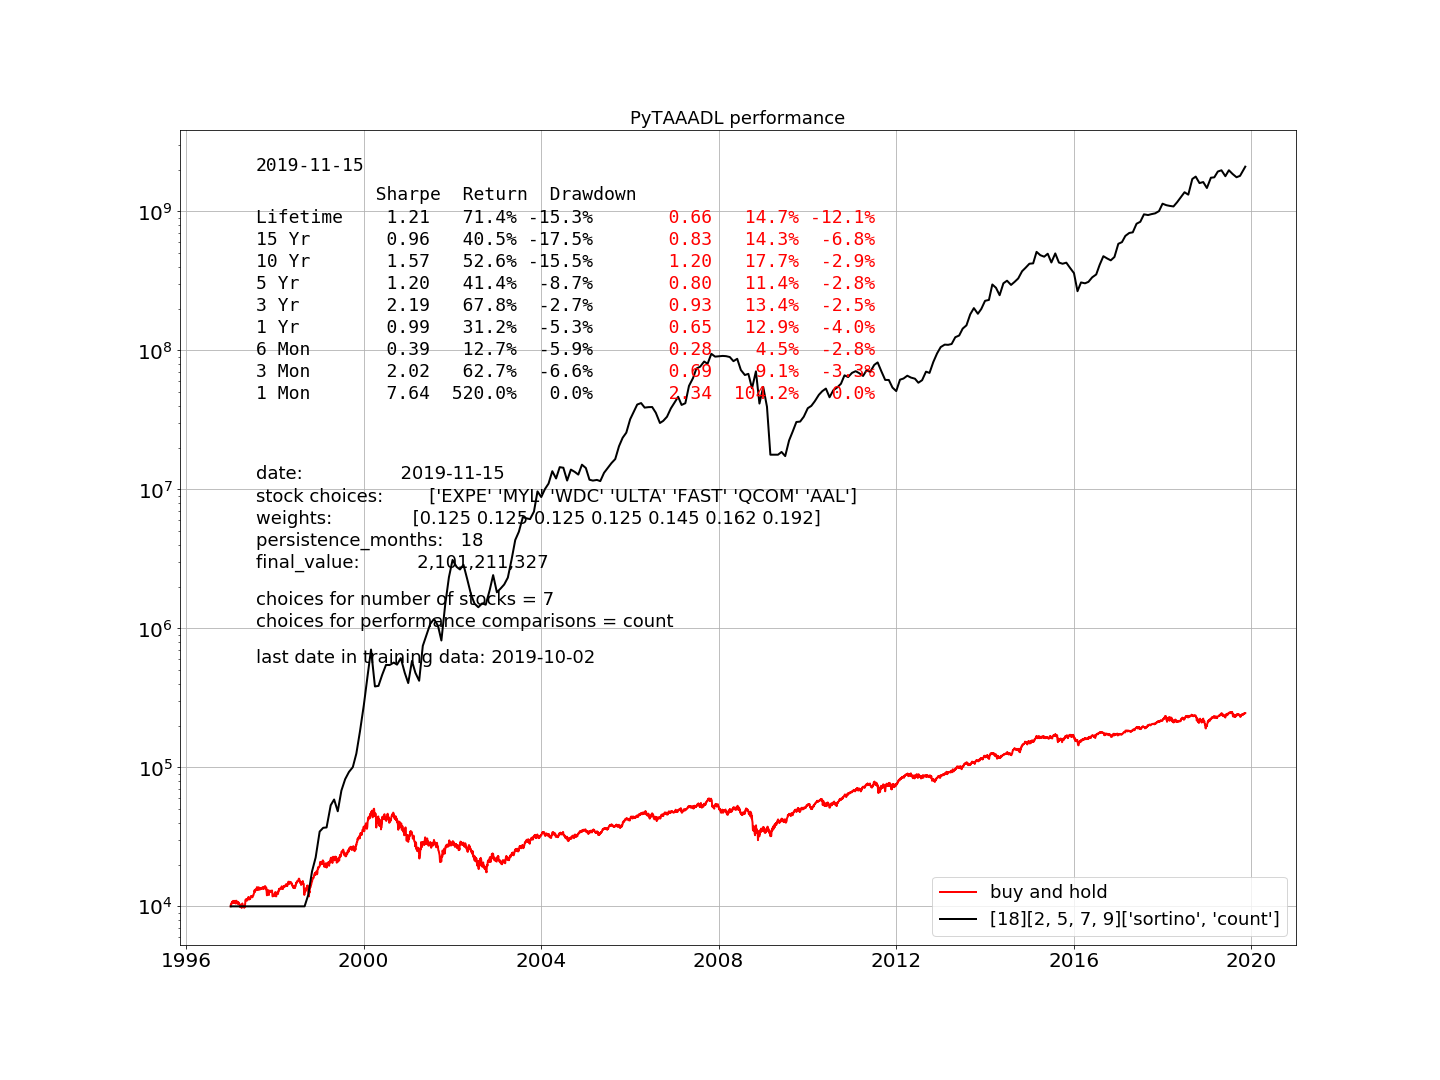 PyTAAADL performance
2019-11-15
Sharpe Return Drawdown
Lifetime 1.21 71.4% -15.3% 0.66 14.7% -12.1%
15 Yr 0.96 40.5% -17.5% 0.83 14.3% -6.8%
10 Yr 1.57 52.6% -15.5% 1.20 17.7% -2.9%
5 Yr 1.20 41.4% -8.7% 0.80 11.4% -2.8%
3 Yr 2.19 67.8% -2.7% 0.93 13.4% -2.5%
1 Yr 0.99 31.2% -5.3% 0.65 12.9% -4.0%
6 Mon 0.39 12.7% -5.9% 0.28 4.5% -2.8%
3 Mon 2.02 62.7% -6.6% 0.69 9.1% -3.3%
1 Mon 7.64 520.0% 0.0% 2.34 104.2% 0.0%
date: 2019-11-15
stock choices: ['EXPE' 'MYL' 'WDC' 'ULTA' 'FAST' 'QCOM' 'AAL']
weights: [0.125 0.125 0.125 0.125 0.145 0.162 0.192]
persistence_months: 18
final_value: 2,101,211,327
choices for number of stocks = 7
choices for performance comparisons = count
last date in training data: 2019-10-02
10⁹
10⁸
10⁷
10⁶
10⁵
10⁴
buy and hold
[18][2, 5, 7, 9]['sortino', 'count']
1996 2000 2004 2008 2012 2016 2020